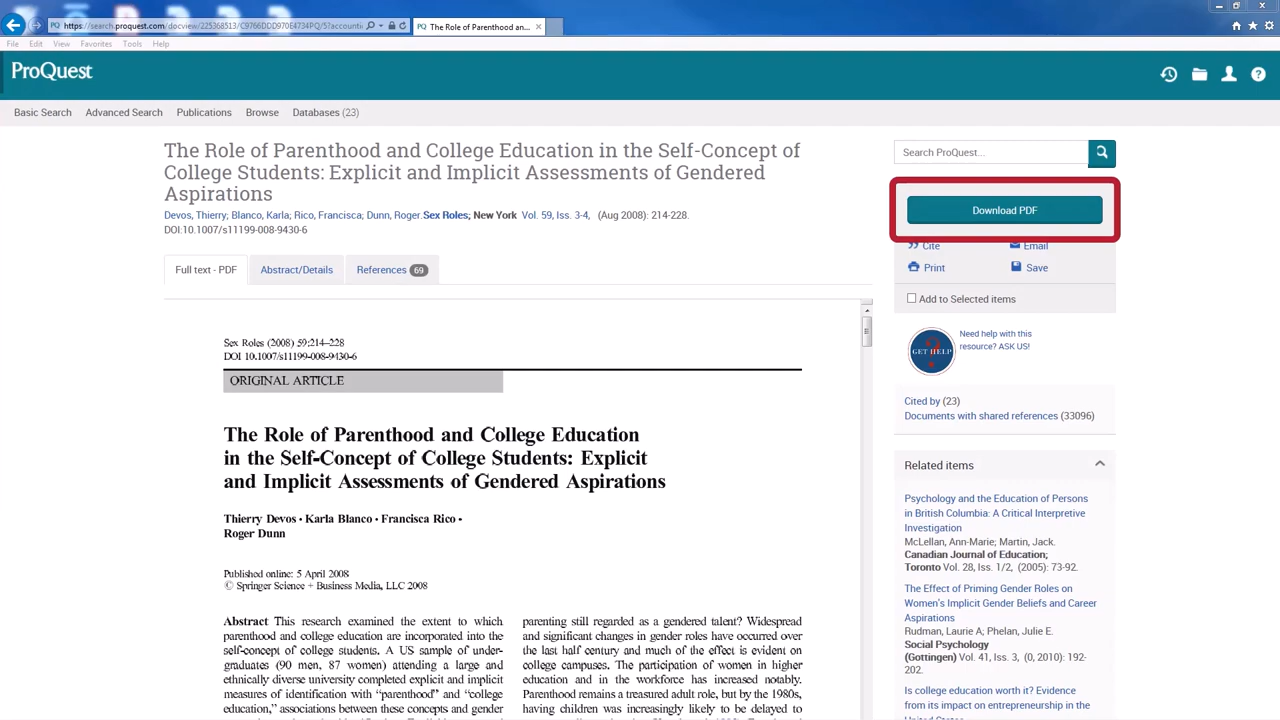 https://search.proquest.com/docview/225368513/C9766DDD970E4734PQ/5?accounti
PQ The Role of Parenthood an... ×
File Edit View Favorites Tools Help
ProQuest
Basic Search Advanced Search Publications Browse Databases (23)
The Role of Parenthood and College Education in the Self-Concept of
College Students: Explicit and Implicit Assessments of Gendered
Aspirations
Devos, Thierry; Blanco, Karla; Rico, Francisca; Dunn, Roger. Sex Roles; New York Vol. 59, Iss. 3-4, (Aug 2008): 214-228.
DOI:10.1007/s11199-008-9430-6
Full text - PDF Abstract/Details References 69
Sex Roles (2008) 59:214–228
DOI 10.1007/s11199-008-9430-6
ORIGINAL ARTICLE
The Role of Parenthood and College Education
in the Self-Concept of College Students: Explicit
and Implicit Assessments of Gendered Aspirations
Thierry Devos • Karla Blanco • Francisca Rico •
Roger Dunn
Published online: 5 April 2008
© Springer Science + Business Media, LLC 2008
Abstract This research examined the extent to which
parenthood and college education are incorporated into the
self-concept of college students. A US sample of under-
graduates (90 men, 87 women) attending a large and
ethnically diverse university completed explicit and implicit
measures of identification with “parenthood” and “college
education,” associations between these concepts and gender
parenting still regarded as a gendered talent? Widespread
and significant changes in gender roles have occurred over
the last half century and much of the effect is evident on
college campuses. The participation of women in higher
education and in the workforce has increased notably.
Parenthood remains a treasured adult role, but by the 1980s,
having children was increasingly likely to be delayed to
Search ProQuest...
Download PDF
Cite Email
Print Save
Add to Selected items
GET HELP
?
Need help with this
resource? ASK US!
Cited by (23)
Documents with shared references (33096)
Related items
Psychology and the Education of Persons
in British Columbia: A Critical Interpretive
Investigation
McLellan, Ann-Marie; Martin, Jack.
Canadian Journal of Education;
Toronto Vol. 28, Iss. 1/2, (2005): 73-92.
The Effect of Priming Gender Roles on
Women's Implicit Gender Beliefs and Career
Aspirations
Rudman, Laurie A; Phelan, Julie E.
Social Psychology
(Gottingen) Vol. 41, Iss. 3, (0, 2010): 192-
202.
Is college education worth it? Evidence
from its impact on entrepreneurship in the
United States